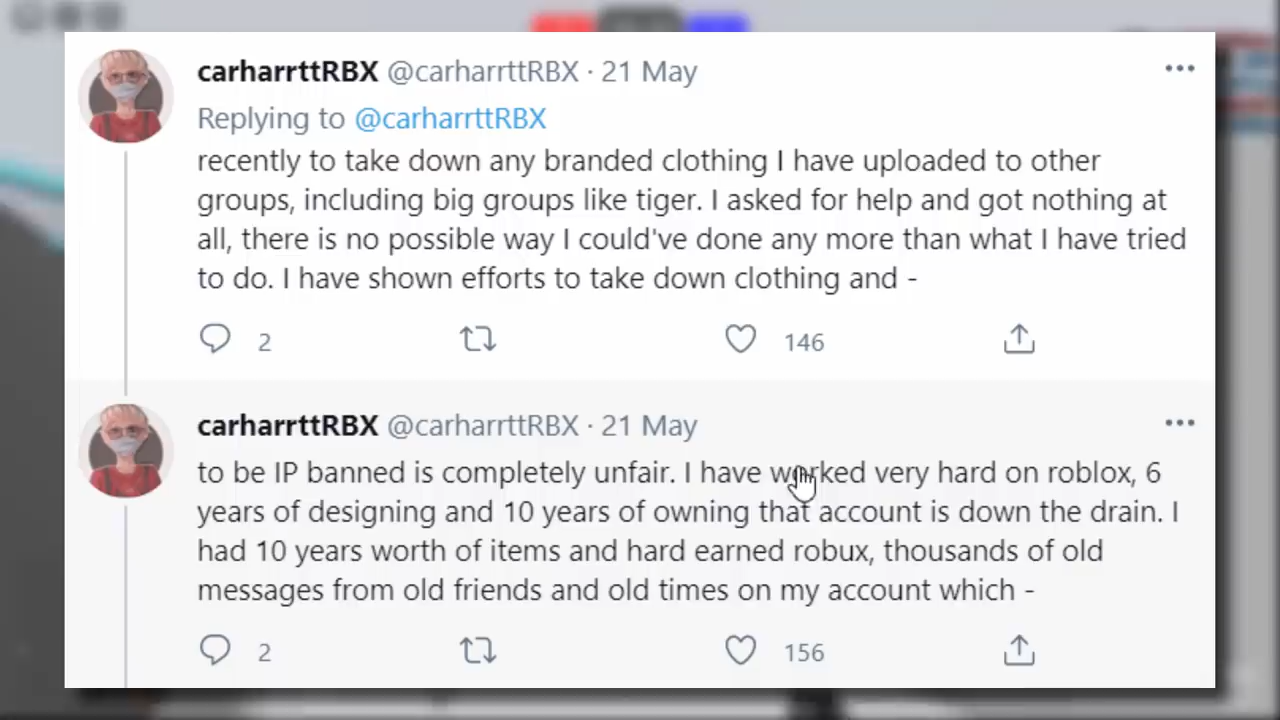 carharrttRBX @carharrttRBX · 21 May
Replying to @carharrttRBX
recently to take down any branded clothing I have uploaded to other
groups, including big groups like tiger. I asked for help and got nothing at
all, there is no possible way I could've done any more than what I have tried
to do. I have shown efforts to take down clothing and -
2 146
carharrttRBX @carharrttRBX · 21 May
to be IP banned is completely unfair. I have worked very hard on roblox, 6
years of designing and 10 years of owning that account is down the drain. I
had 10 years worth of items and hard earned robux, thousands of old
messages from old friends and old times on my account which -
2 156